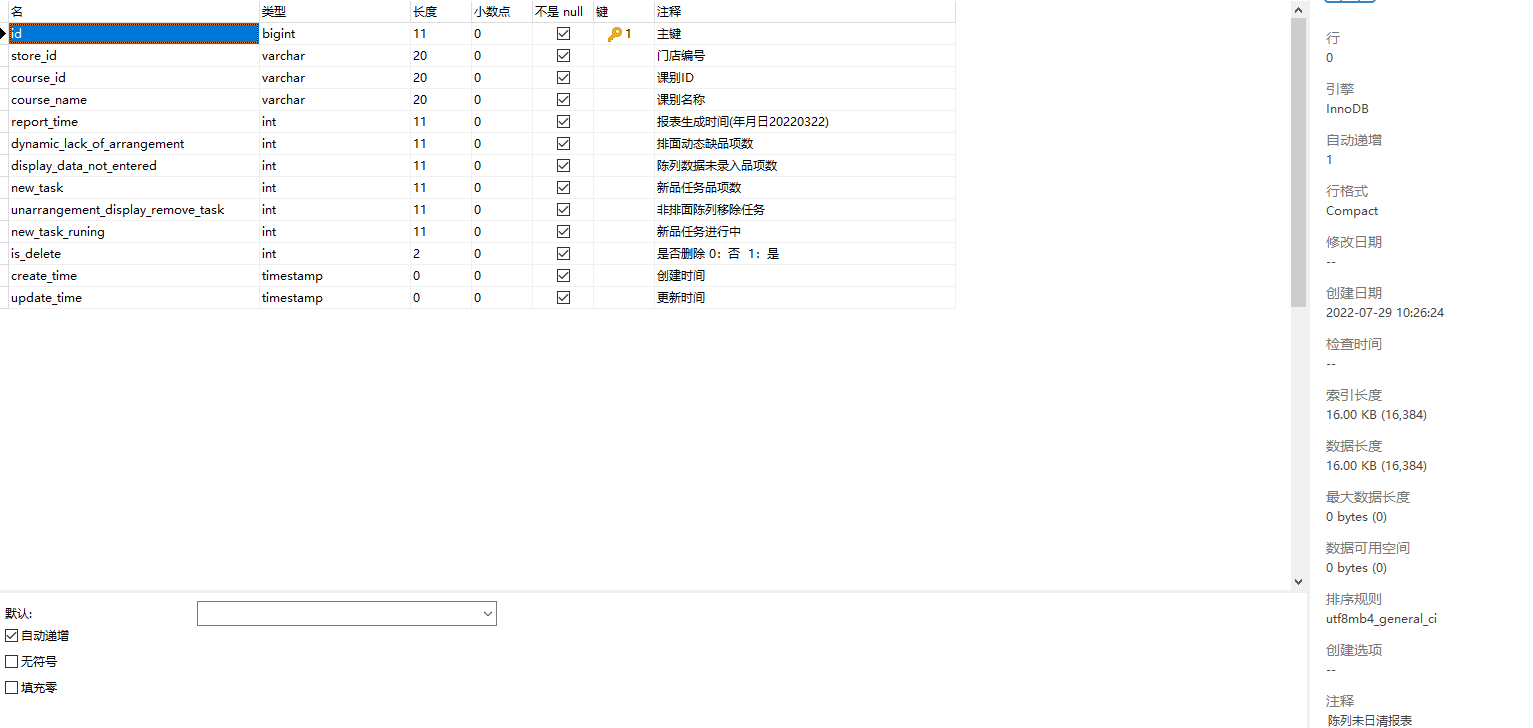 名 类型 长度 小数点 不是 null 键 注释
id bigint 11 0 1 主键
store_id varchar 20 0 门店编号
course_id varchar 20 0 课别ID
course_name varchar 20 0 课别名称
report_time int 11 0 报表生成时间(年月日20220322)
dynamic_lack_of_arrangement int 11 0 排面动态缺品项数
display_data_not_entered int 11 0 陈列数据未录入品项数
new_task int 11 0 新品任务品项数
unarrangement_display_remove_task int 11 0 非排面陈列移除任务
new_task_runing int 11 0 新品任务进行中
is_delete int 2 0 是否删除 0：否 1：是
create_time timestamp 0 0 创建时间
update_time timestamp 0 0 更新时间
默认:
自动递增
无符号
填充零
行
0
引擎
InnoDB
自动递增
1
行格式
Compact
修改日期
--
创建日期
2022-07-29 10:26:24
检查时间
--
索引长度
16.00 KB (16,384)
数据长度
16.00 KB (16,384)
最大数据长度
0 bytes (0)
数据可用空间
0 bytes (0)
排序规则
utf8mb4_general_ci
创建选项
--
注释
陈列未日清报表